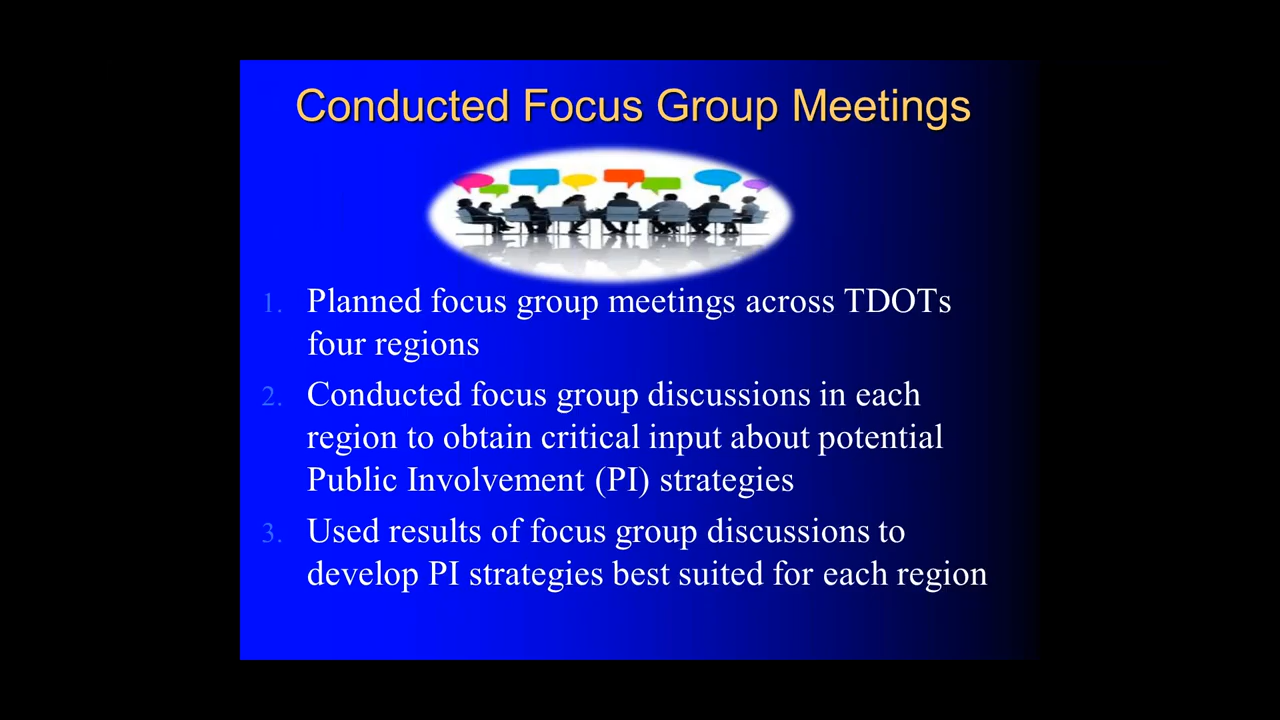 Conducted Focus Group Meetings
1. Planned focus group meetings across TDOTs
four regions
2. Conducted focus group discussions in each
region to obtain critical input about potential
Public Involvement (PI) strategies
3. Used results of focus group discussions to
develop PI strategies best suited for each region